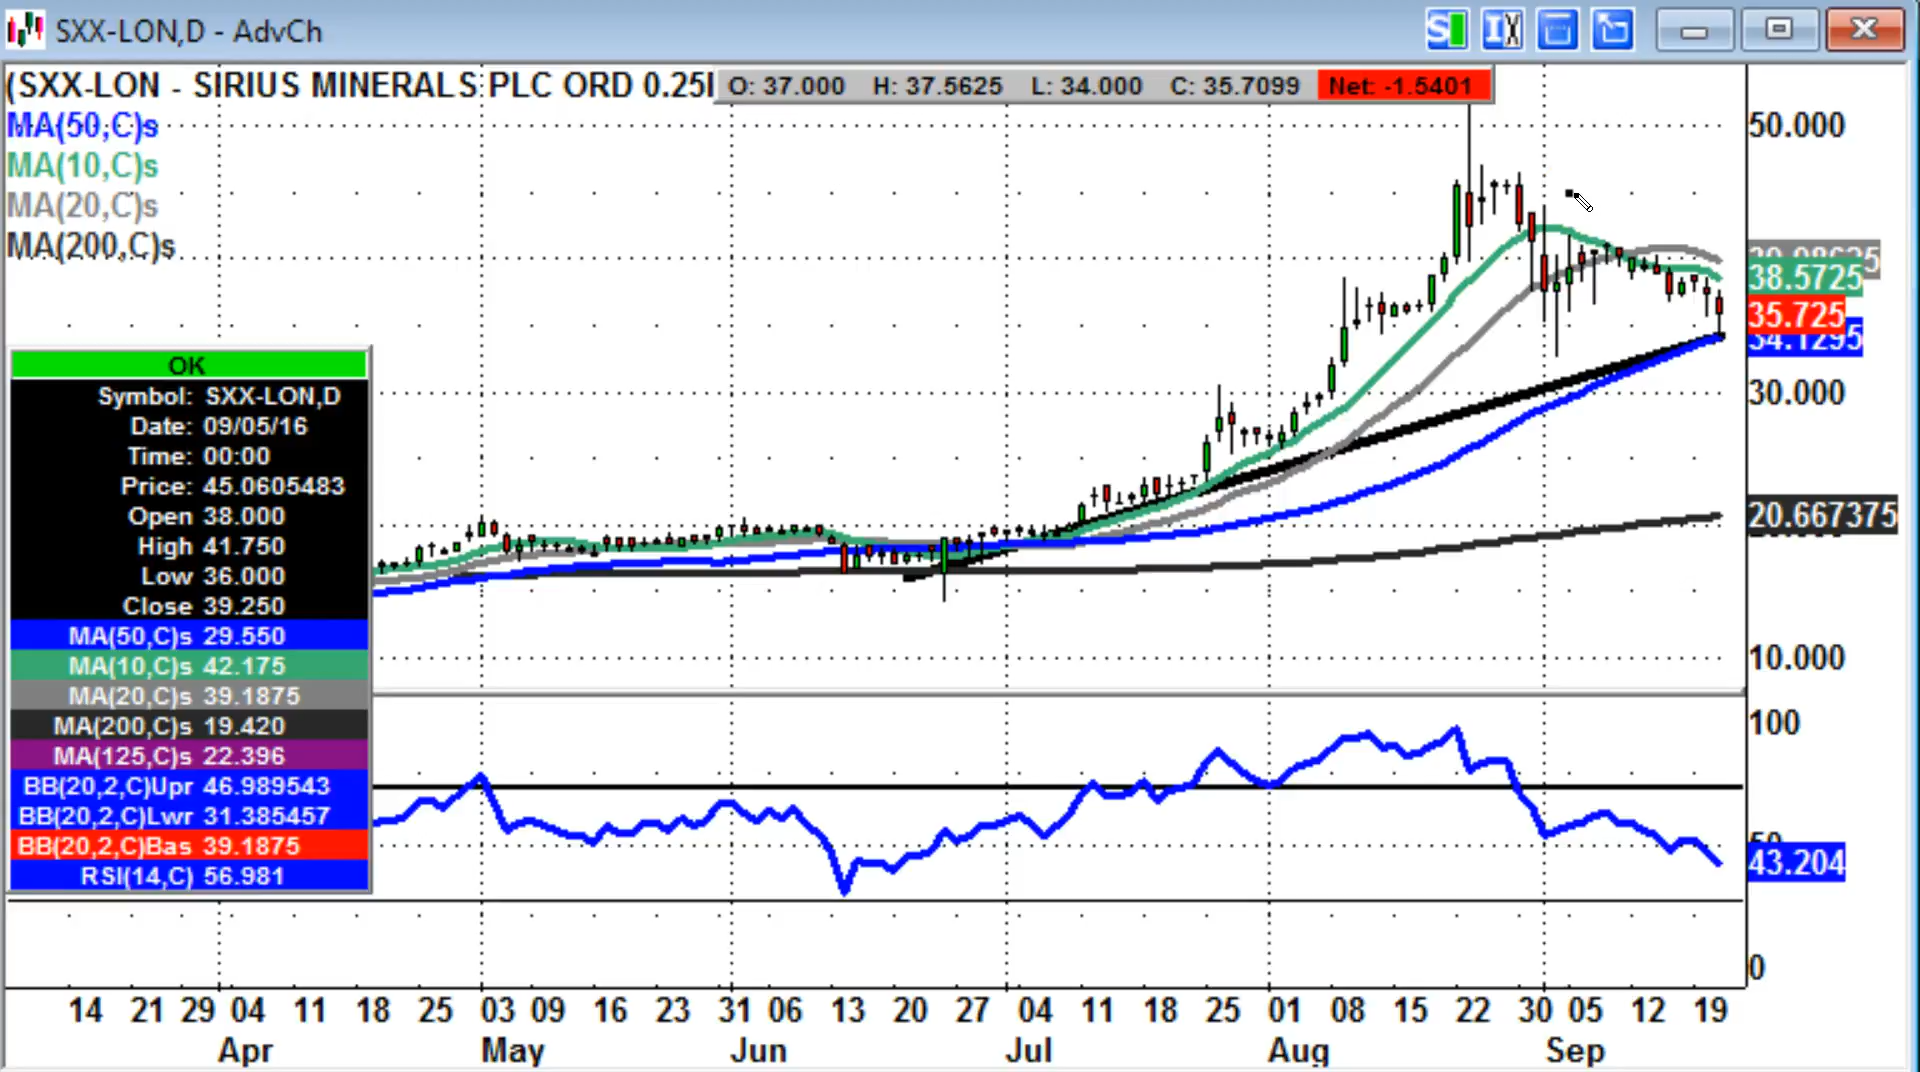 SXX-LON,D - AdvCh
(SXX-LON - SIRIUS MINERALS PLC ORD 0.25
O: 37.000 H: 37.5625 L: 34.000 C: 35.7099 Net: -1.5401
MA(50,C)s
MA(10,C)s
MA(20,C)s
MA(200,C)s
50.000
38.5725
35.725
34.1295
30.000
20.667375
10.000
100
43.204
0
OK
Symbol: SXX-LON,D
Date: 09/05/16
Time: 00:00
Price: 45.0605483
Open 38.000
High 41.750
Low 36.000
Close 39.250
MA(50,C)s 29.550
MA(10,C)s 42.175
MA(20,C)s 39.1875
MA(200,C)s 19.420
MA(125,C)s 22.396
BB(20,2,C)Upr 46.989543
BB(20,2,C)Lwr 31.385457
BB(20,2,C)Bas 39.1875
RSI(14,C) 56.981
14 21 29 04 11 18 25 03 09 16 23 31 06 13 20 27 04 11 18 25 01 08 15 22 30 05 12 19
Apr May Jun Jul Aug Sep